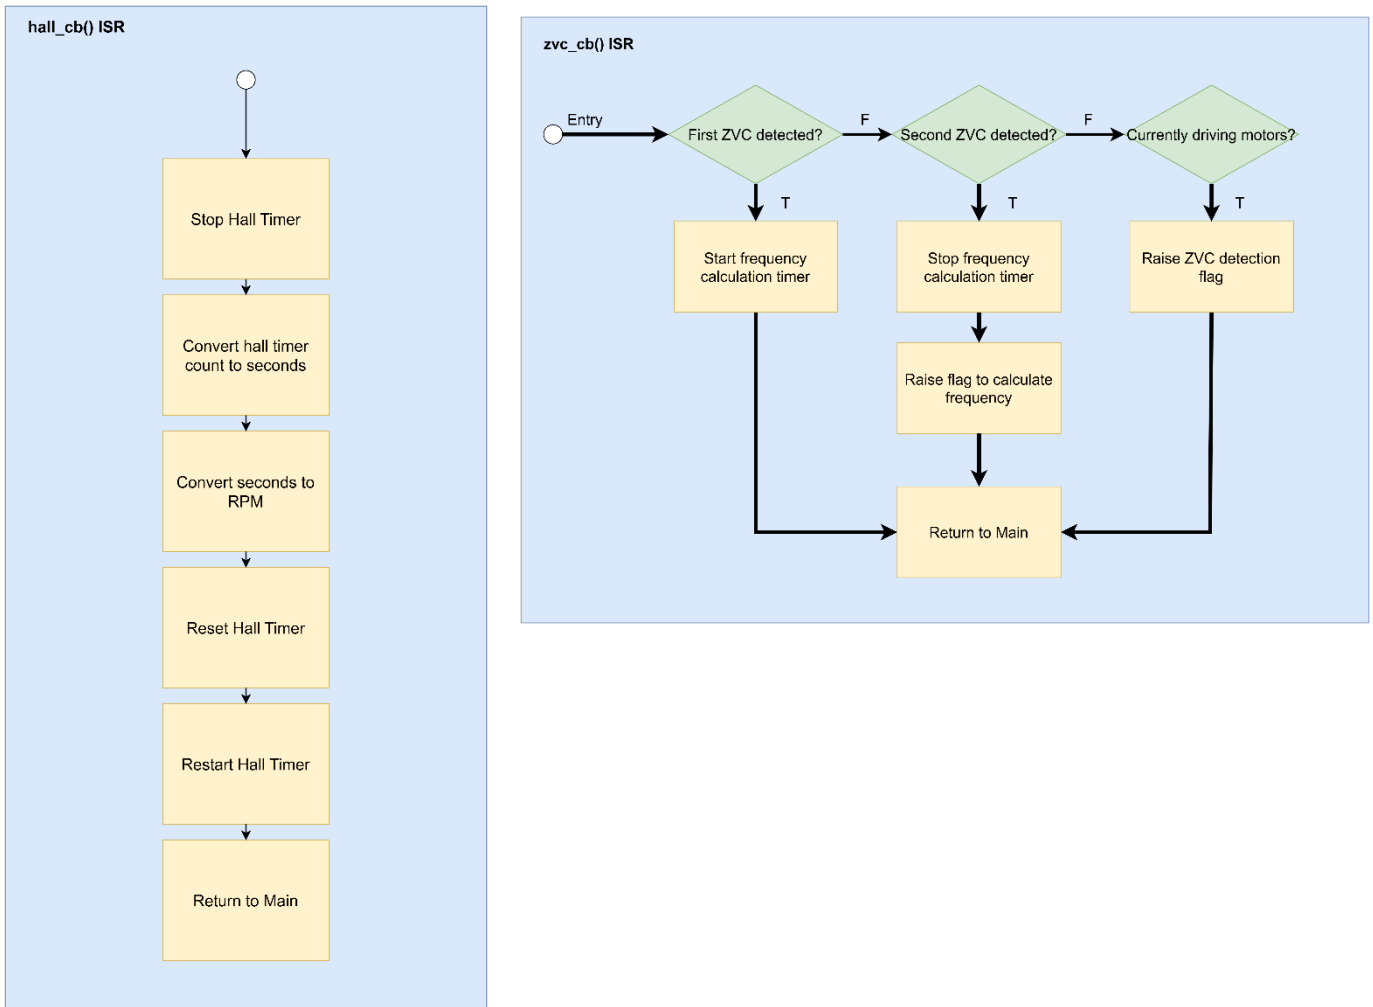 hall_cb() ISR
Stop Hall Timer
Convert hall timer
count to seconds
Convert seconds to
RPM
Reset Hall Timer
Restart Hall Timer
Return to Main
zvc_cb() ISR
Entry
First ZVC detected?
F
Second ZVC detected?
F
Currently driving motors?
T
T
T
Start frequency
calculation timer
Stop frequency
calculation timer
Raise ZVC detection
flag
Raise flag to calculate
frequency
Return to Main